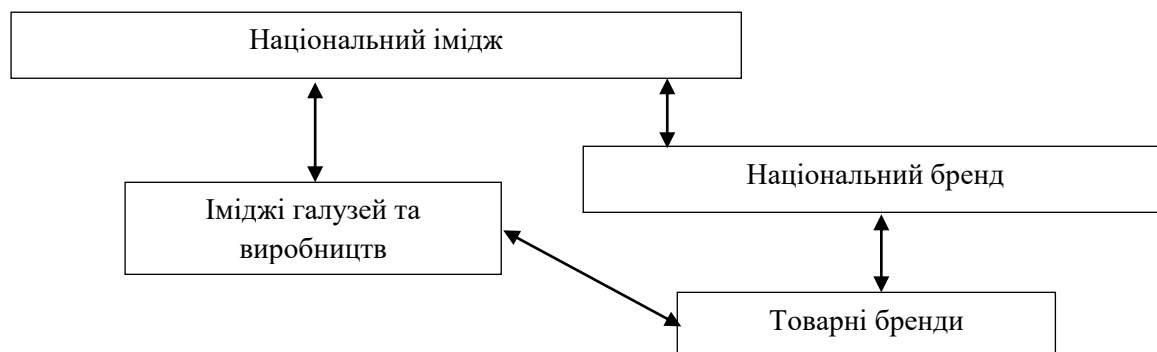 Національний імідж
Національний бренд
Іміджі галузей та
виробництв
Товарні бренди